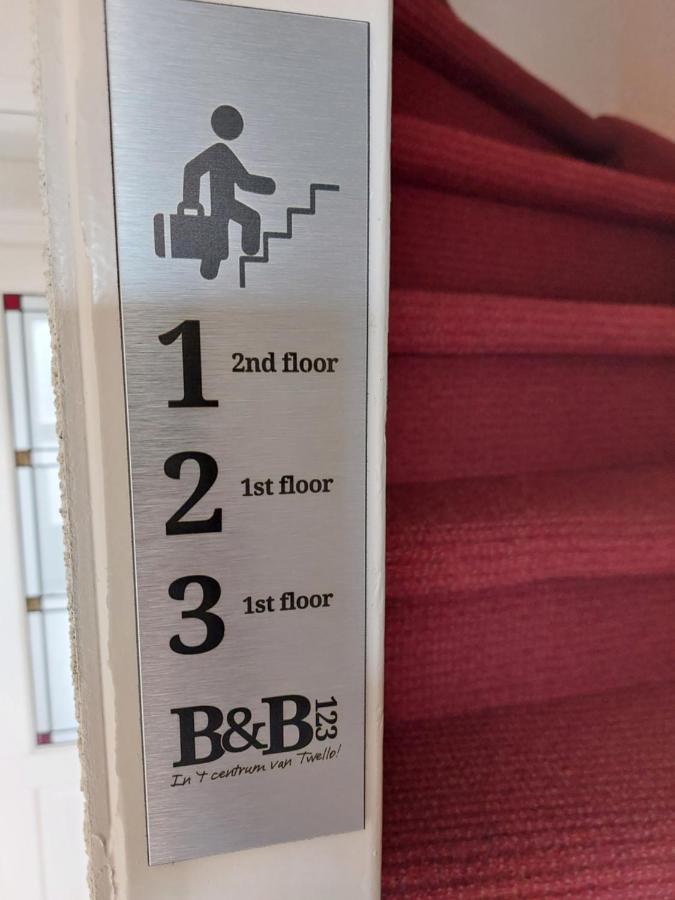 1 2nd floor
2 1st floor
3 1st floor
B&B 123
In 't centrum van Twello!